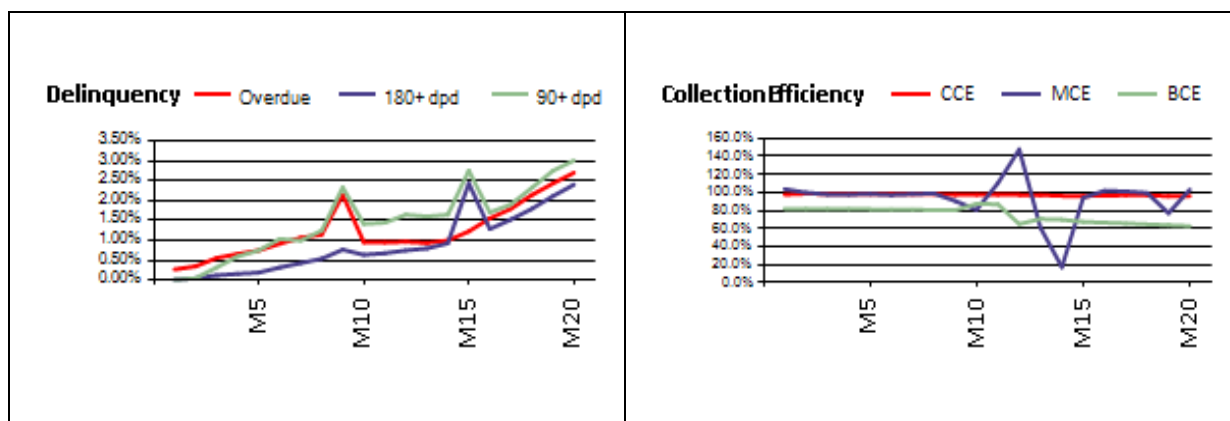 Delinquency Overdue 180+ dpd 90+ dpd
3.50%
3.00%
2.50%
2.00%
1.50%
1.00%
0.50%
0.00%
M5
M10
M15
M20
Collection Efficiency CCE MCE BCE
160.0%
140.0%
120.0%
100.0%
80.0%
60.0%
40.0%
20.0%
0.0%
M5
M10
M15
M20